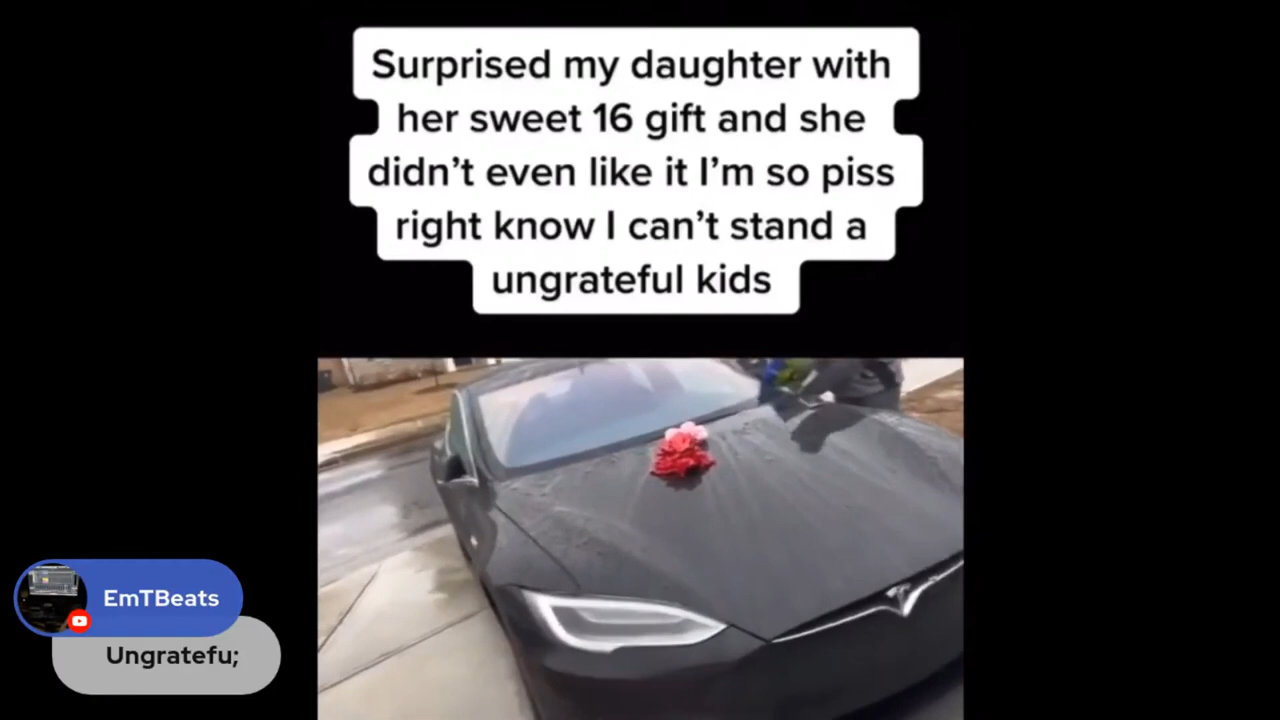 Surprised my daughter with
her sweet 16 gift and she
didn't even like it I'm so piss
right know I can't stand a
ungrateful kids
EmTBeats
Ungratefu;